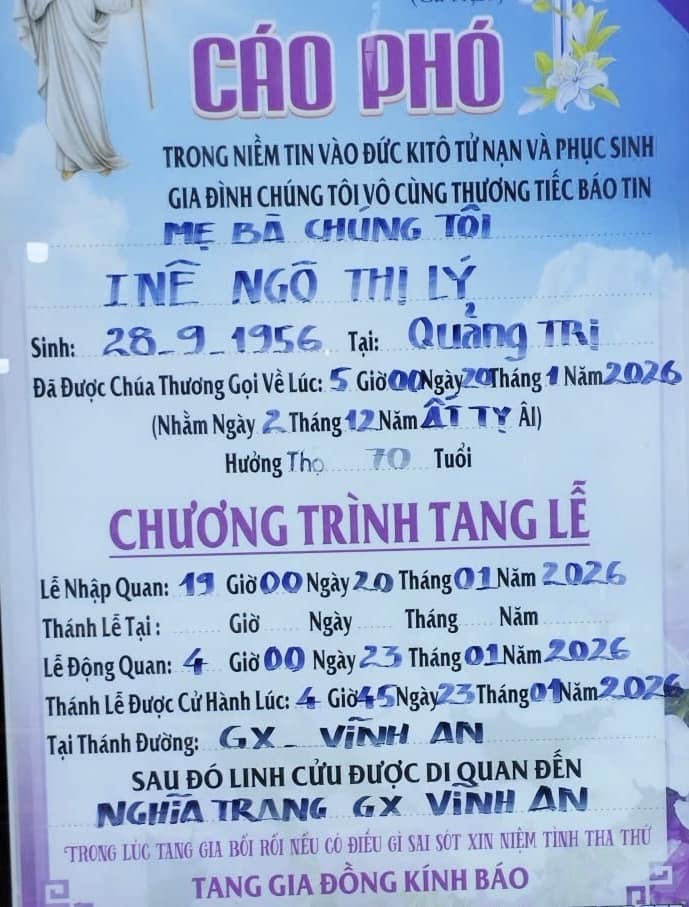 CÁO PHÓ
TRONG NIỀM TIN VÀO ĐỨC KITÔ TỬ NẠN VÀ PHỤC SINH
GIA ĐÌNH CHÚNG TÔI VÔ CÙNG THƯƠNG TIẾC BÁO TIN
MẸ BÀ CHÚNG TÔI
INÊ NGÔ THỊ LÝ
Sinh: 28-9-1956 Tại: Quảng TRị
Đã Được Chúa Thương Gọi Về Lúc: 5 Giờ 00 Ngày 20 Tháng 1 Năm 2026
(Nhằm Ngày 2 Tháng 12 Năm ẤT TỴ Âl)
Hưởng Thọ 70 Tuổi
CHƯƠNG TRÌNH TANG LỄ
Lễ Nhập Quan: 19 Giờ 00 Ngày 20 Tháng 01 Năm 2026
Thánh Lễ Tại : Giờ Ngày Tháng Năm
Lễ Động Quan: 4 Giờ 00 Ngày 23 Tháng 01 Năm 2026
Thánh Lễ Được Cử Hành Lúc: 4 Giờ 45 Ngày 23 Tháng 01 Năm 2026
Tại Thánh Đường: GX- VĨNH AN
SAU ĐÓ LINH CỬU ĐƯỢC DI QUAN ĐẾN
NGHĨA TRANG GX VĨNH AN
TRONG LÚC TANG GIA BỐI RỐI NẾU CÓ ĐIỀU GÌ SAI SÓT XIN NIỆM TÌNH THA THỨ
TANG GIA ĐỒNG KÍNH BÁO